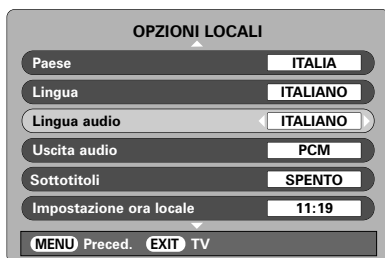 OPZIONI LOCALI
Paese ITALIA
Lingua ITALIANO
Lingua audio ITALIANO
Uscita audio PCM
Sottotitoli SPENTO
Impostazione ora locale 11:19
MENU Preced. EXIT TV